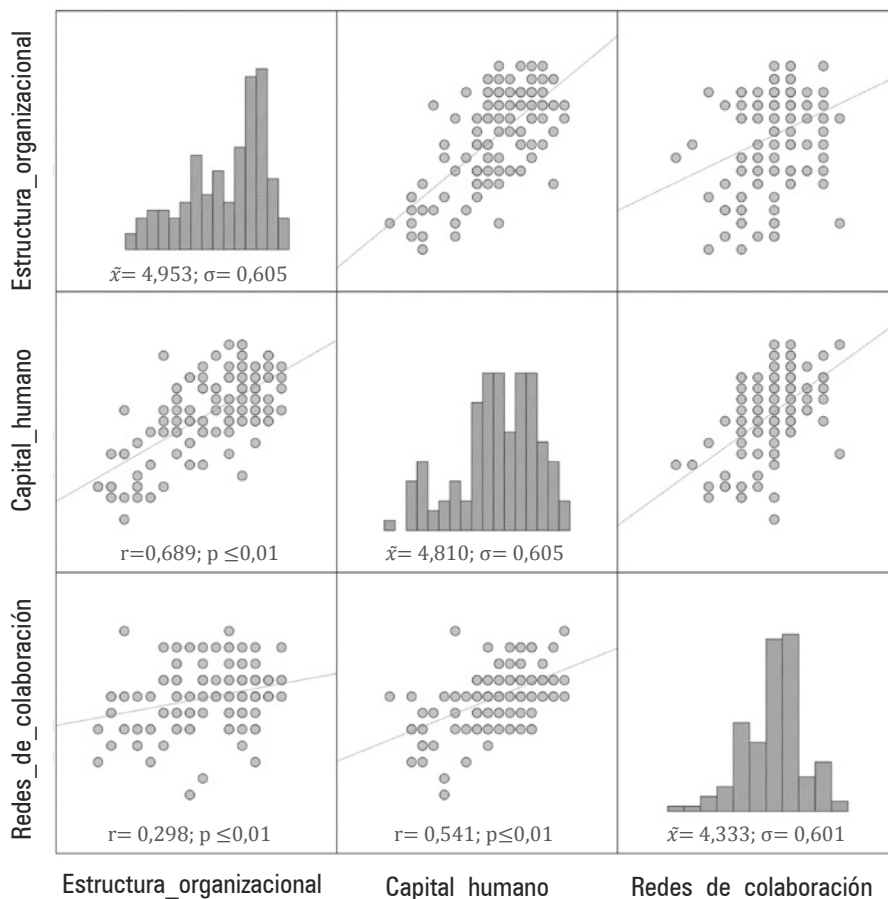 Estructura_organizacional
x̃= 4,953; σ= 0,605
Capital_humano
r=0,689; p ≤0,01
x̃= 4,810; σ= 0,605
Redes_de_colaboración
r= 0,298; p ≤0,01
r= 0,541; p≤0,01
x̃= 4,333; σ= 0,601
Estructura_organizacional
Capital humano
Redes de colaboración